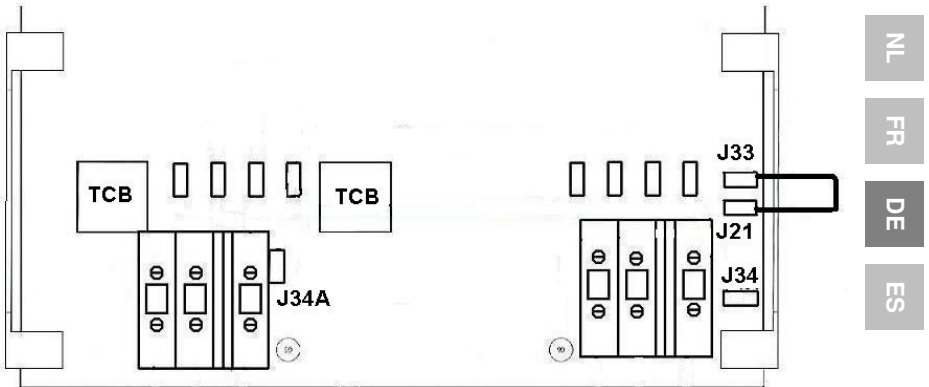 NL
FR
DE
ES
J33
TCB
TCB
J21
J34A
J34